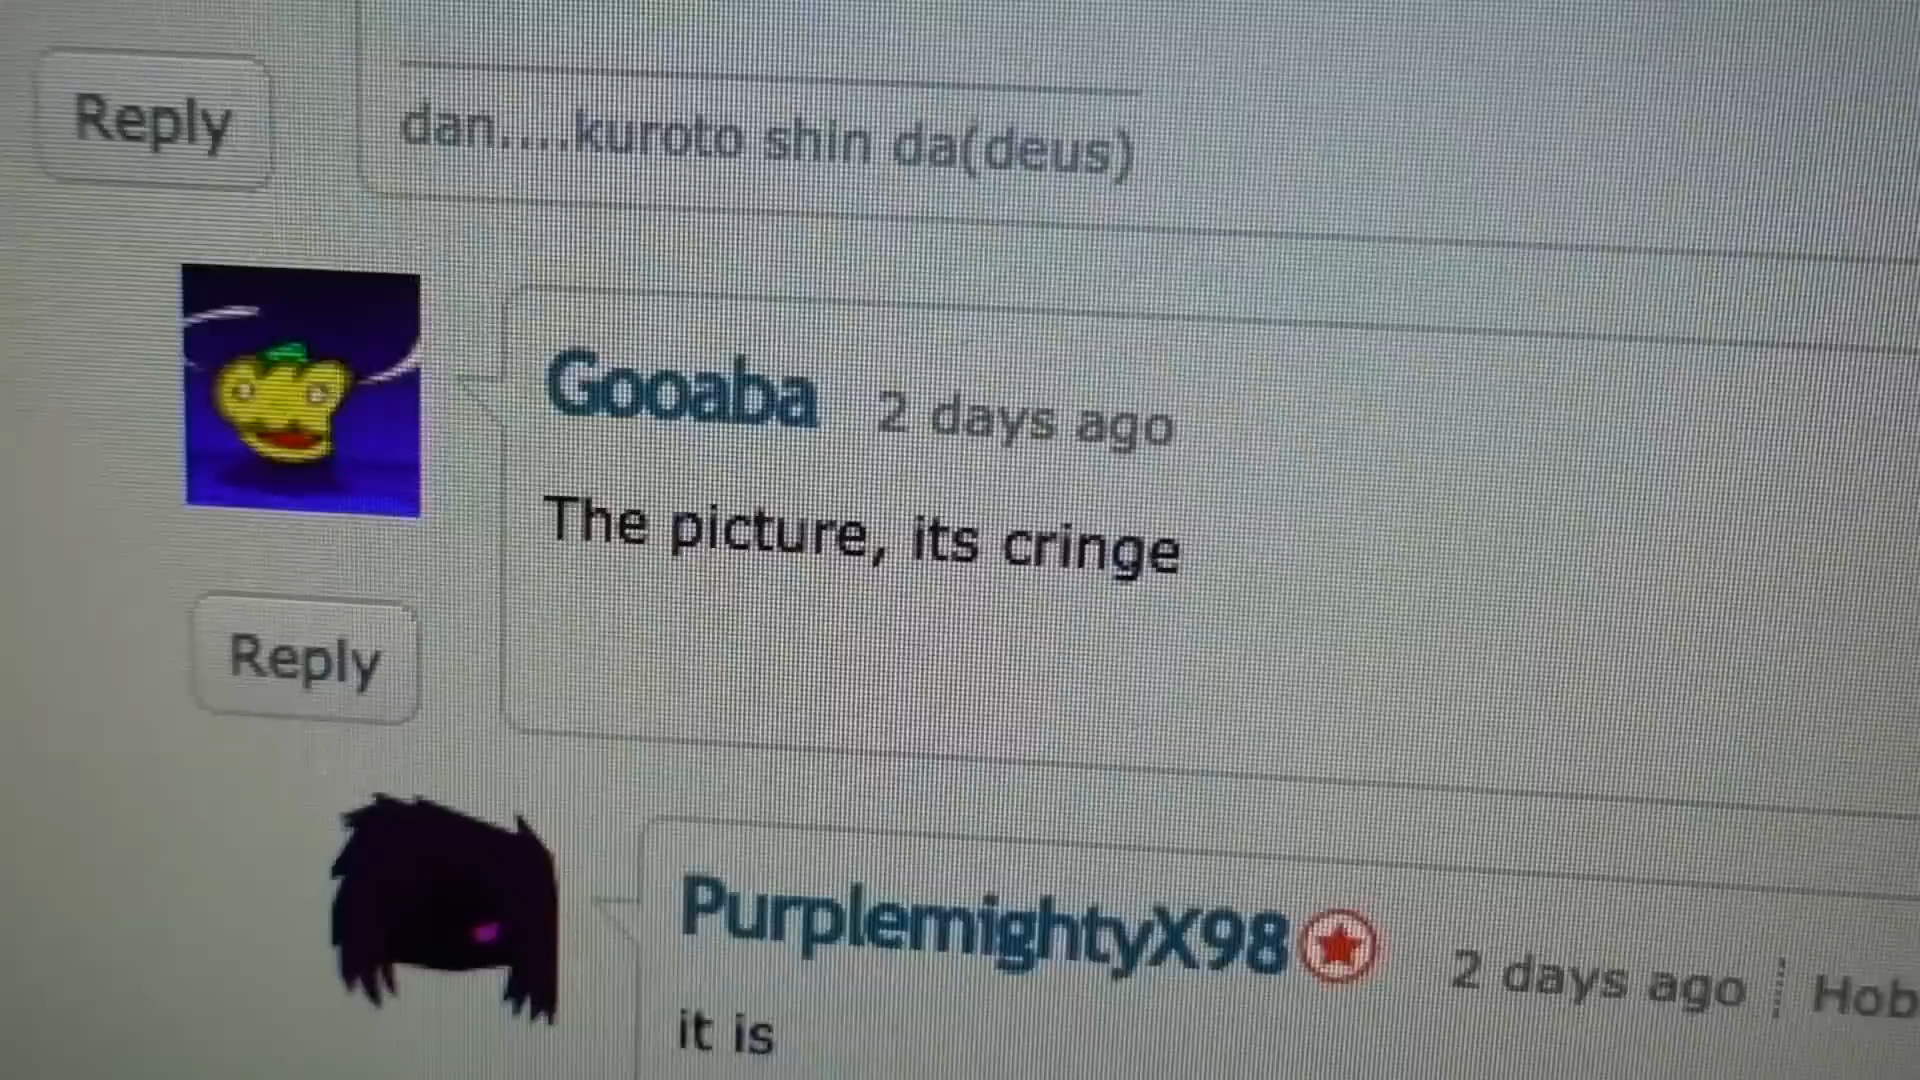 dan....kuroto shin da(deus)
Reply
Gooaba 2 days ago
The picture, its cringe
Reply
PurplemightyX98 2 days ago Hob
it is